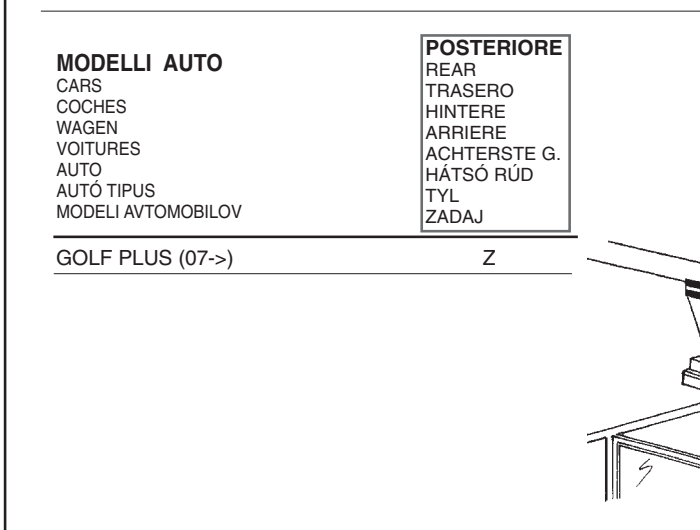 MODELLI AUTO
CARS
COCHES
WAGEN
VOITURES
AUTO
AUTÓ TIPUS
MODELI AVTOMOBILOV
POSTERIORE
REAR
TRASERO
HINTERE
ARRIERE
ACHTERSTE G.
HÁTSÓ RÚD
TYL
ZADAJ
GOLF PLUS (07->) Z